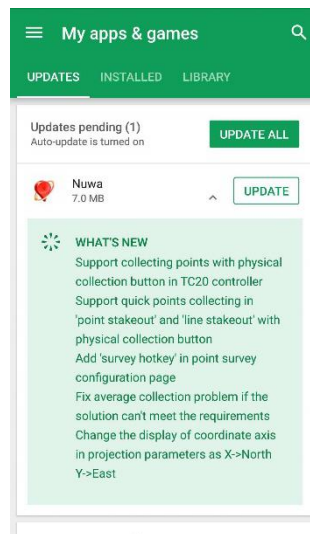 My apps & games
UPDATES INSTALLED LIBRARY
Updates pending (1)
Auto-update is turned on
UPDATE ALL
Nuwa
7.0 MB
UPDATE
WHAT'S NEW
Support collecting points with physical
collection button in TC20 controller
Support quick points collecting in
'point stakeout' and 'line stakeout' with
physical collection button
Add 'survey hotkey' in point survey
configuration page
Fix average collection problem if the
solution can't meet the requirements
Change the display of coordinate axis
in projection parameters as X->North
Y->East